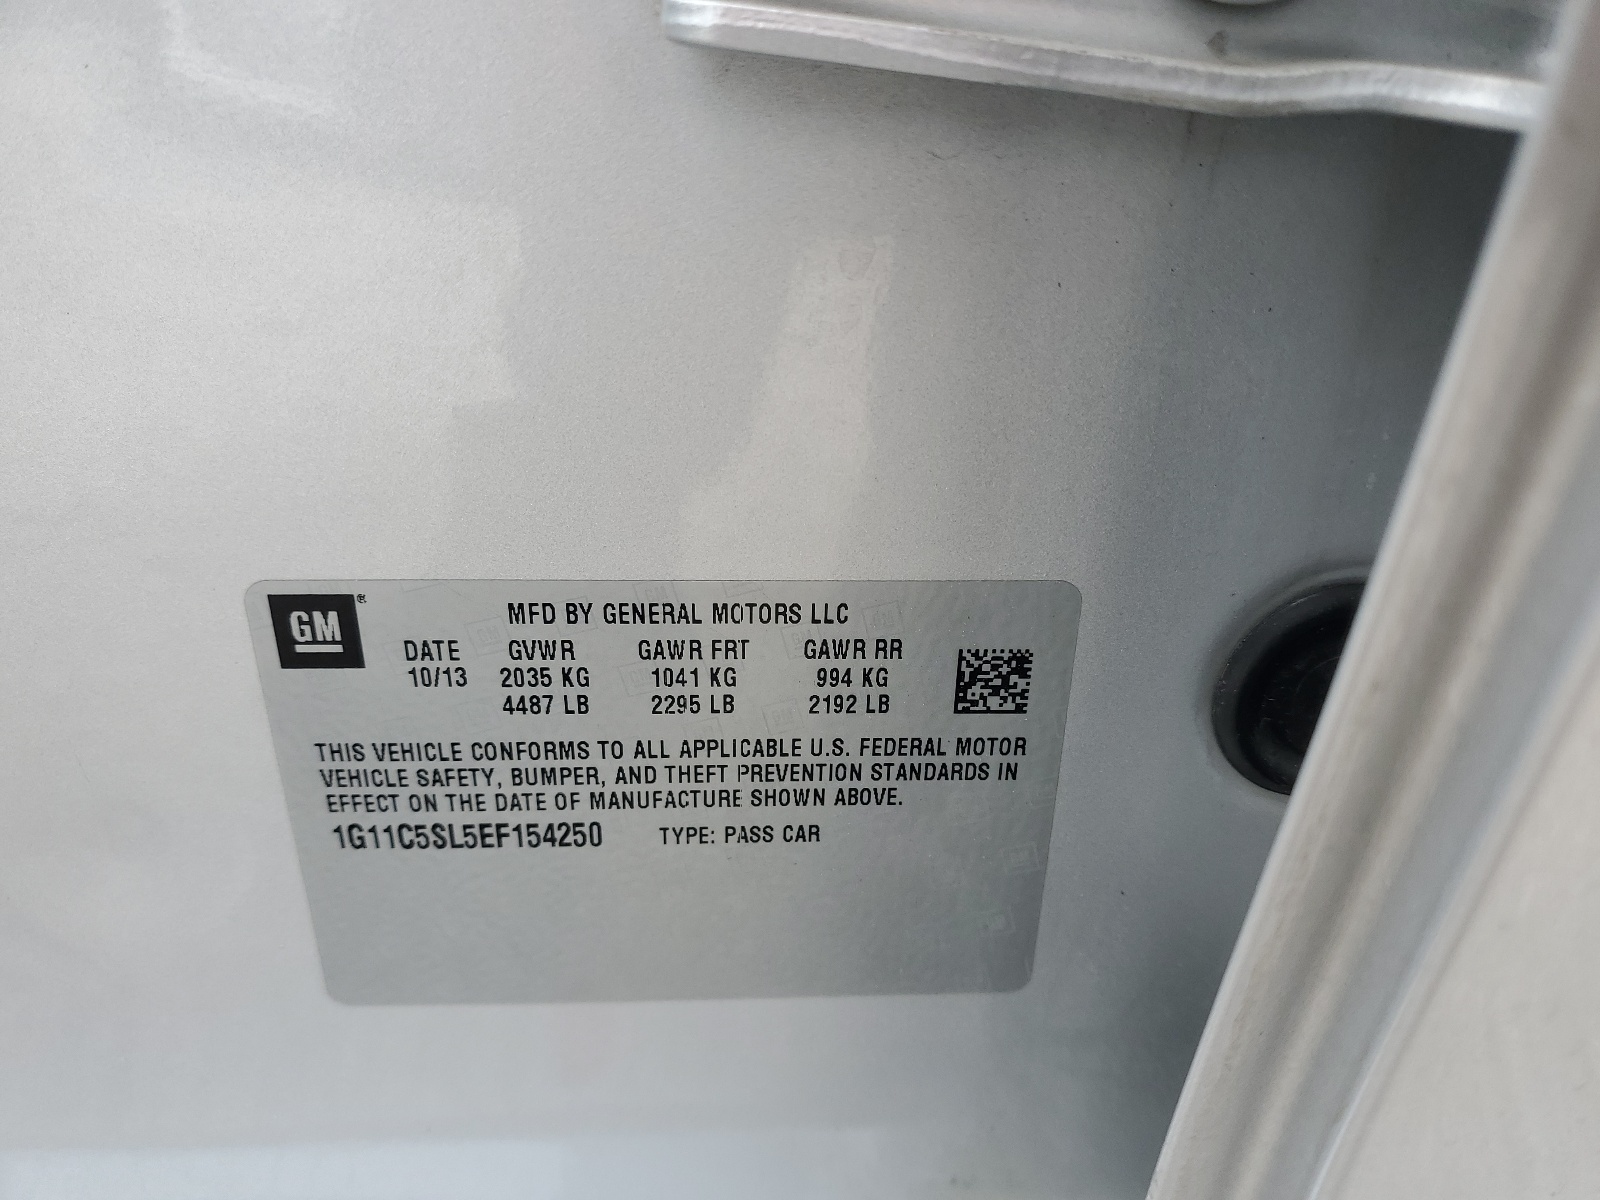 GM®
MFD BY GENERAL MOTORS LLC
DATE GVWR GAWR FRT GAWR RR
10/13 2035 KG 1041 KG 994 KG
4487 LB 2295 LB 2192 LB
THIS VEHICLE CONFORMS TO ALL APPLICABLE U.S. FEDERAL MOTOR
VEHICLE SAFETY, BUMPER, AND THEFT PREVENTION STANDARDS IN
EFFECT ON THE DATE OF MANUFACTURE SHOWN ABOVE.
1G11C5SL5EF154250 TYPE: PASS CAR